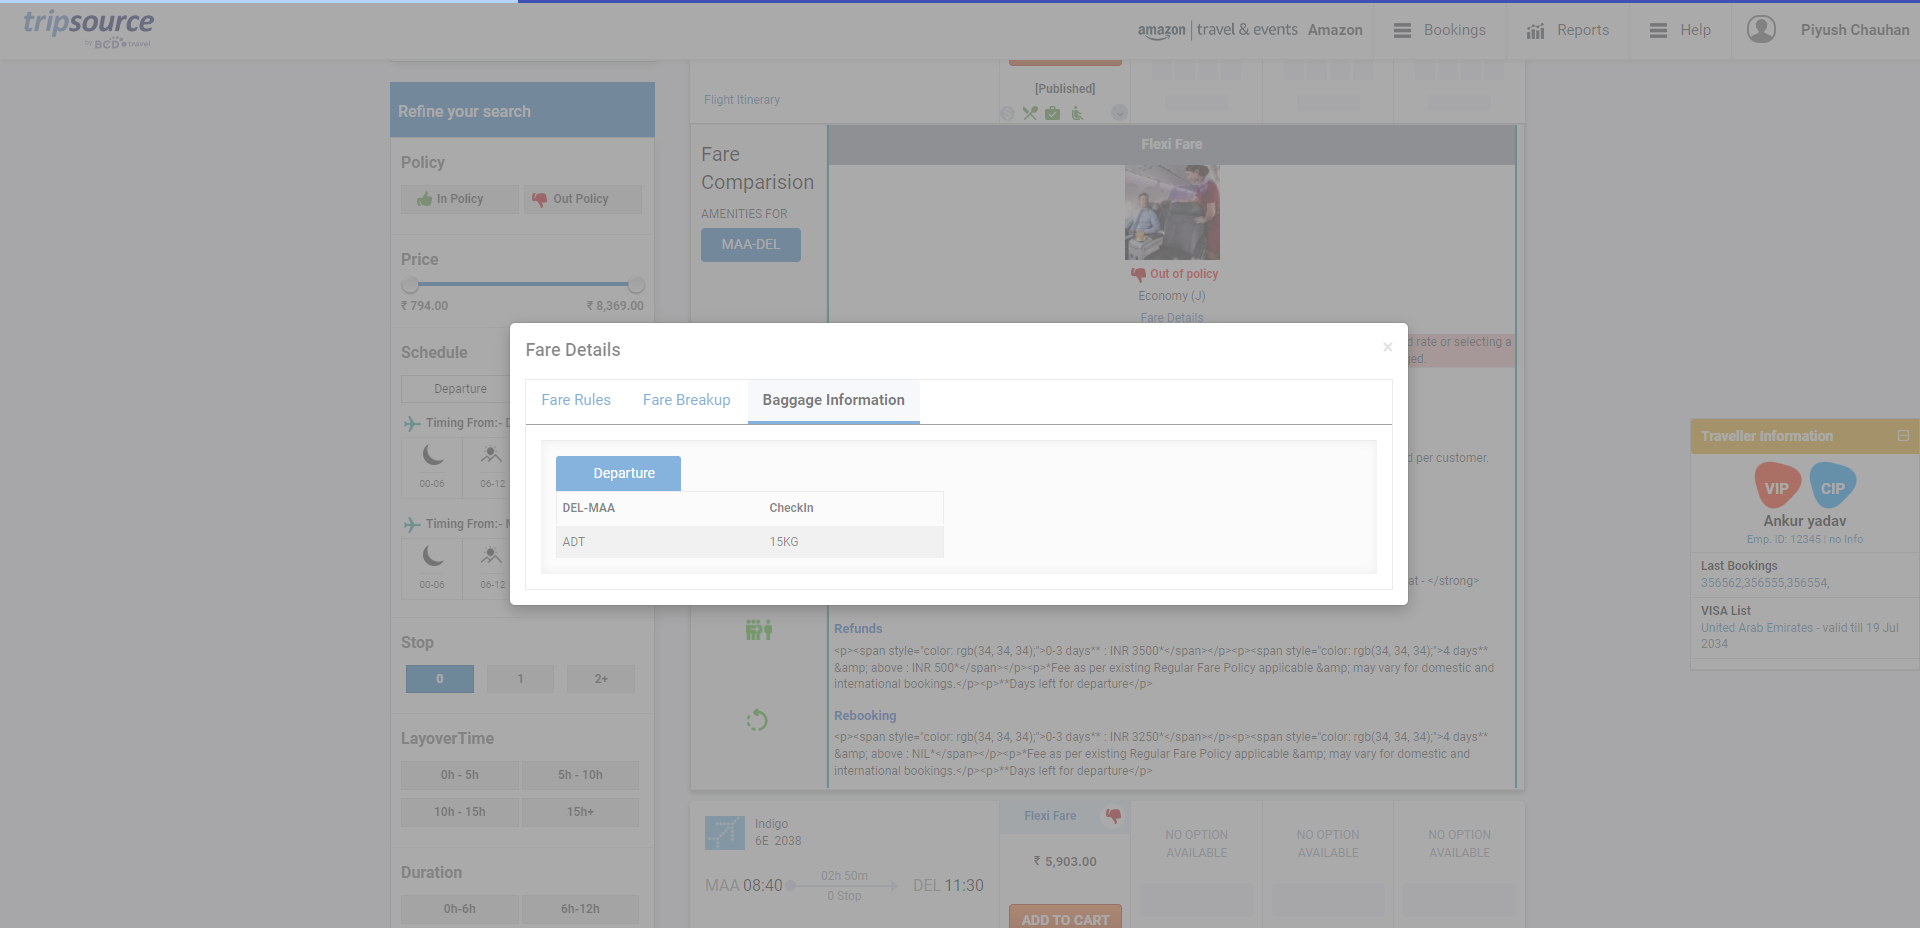 tripsource
by BCD travel
amazon | travel & events Amazon
Bookings
Reports
Help
Piyush Chauhan
Refine your search
Policy
In Policy
Out Policy
Price
₹ 794.00
₹ 8,369.00
Schedule
Departure
Timing From:- D
00-06
06-12
Timing From:- M
00-06
06-12
Stop
0
1
2+
LayoverTime
0h - 5h
5h - 10h
10h - 15h
15h+
Duration
0h-6h
6h-12h
Flight Itinerary
[Published]
Fare
Comparision
AMENITIES FOR
MAA-DEL
Flexi Fare
Out of policy
Economy (J)
Fare Details
d rate or selecting a
ed.
d per customer.
at - </strong>
Fare Details
×
Fare Rules
Fare Breakup
Baggage Information
Departure
DEL-MAA CheckIn
ADT 15KG
Refunds
<p><span style="color: rgb(34, 34, 34);">0-3 days** : INR 3500*</span></p><p><span style="color: rgb(34, 34, 34);">4 days**
&amp; above : INR 500*</span></p><p>*Fee as per existing Regular Fare Policy applicable &amp; may vary for domestic and
international bookings.</p><p>**Days left for departure</p>
Rebooking
<p><span style="color: rgb(34, 34, 34);">0-3 days** : INR 3250*</span></p><p><span style="color: rgb(34, 34, 34);">4 days**
&amp; above : NIL*</span></p><p>*Fee as per existing Regular Fare Policy applicable &amp; may vary for domestic and
international bookings.</p><p>**Days left for departure</p>
Indigo
6E 2038
MAA 08:40
02h 50m
0 Stop
DEL 11:30
Flexi Fare
₹ 5,903.00
ADD TO CART
NO OPTION
AVAILABLE
NO OPTION
AVAILABLE
NO OPTION
AVAILABLE
Traveller Information
VIP
CIP
Ankur yadav
Emp. ID: 12345 | no info
Last Bookings
356562,356555,356554,
VISA List
United Arab Emirates - valid till 19 Jul
2034